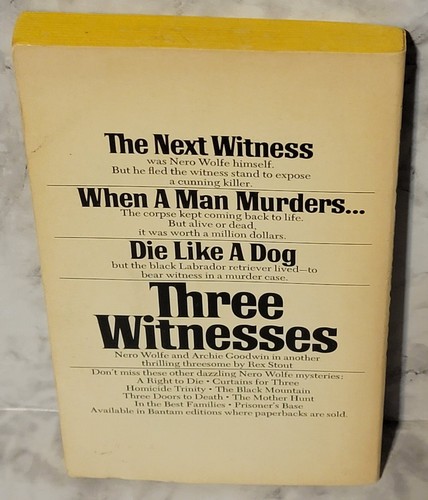 The Next Witness
was Nero Wolfe himself.
But he fled the witness stand to expose
a cunning killer.
When A Man Murders...
The corpse kept coming back to life.
But alive or dead,
it was worth a million dollars.
Die Like A Dog
but the black Labrador retriever lived—to
bear witness in a murder case.
Three
Witnesses
Nero Wolfe and Archie Goodwin in another
thrilling threesome by Rex Stout
Don't miss these other dazzling Nero Wolfe mysteries:
A Right to Die • Curtains for Three
Homicide Trinity • The Black Mountain
Three Doors to Death • The Mother Hunt
In the Best Families • Prisoner's Base
Available in Bantam editions where paperbacks are sold.